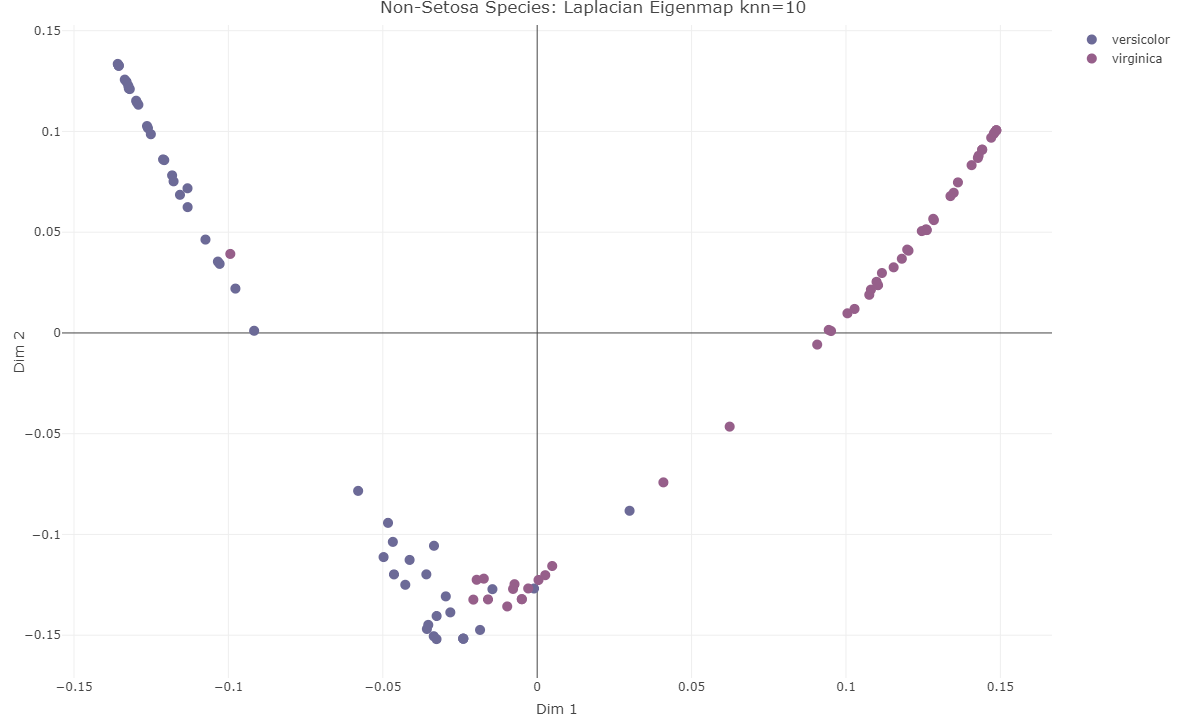 Non-Setosa Species: Laplacian Eigenmap knn=10
versicolor
virginica
0.15
0.1
0.05
0
−0.05
−0.1
−0.15
Dim 2
−0.15
−0.1
−0.05
0
0.05
0.1
0.15
Dim 1